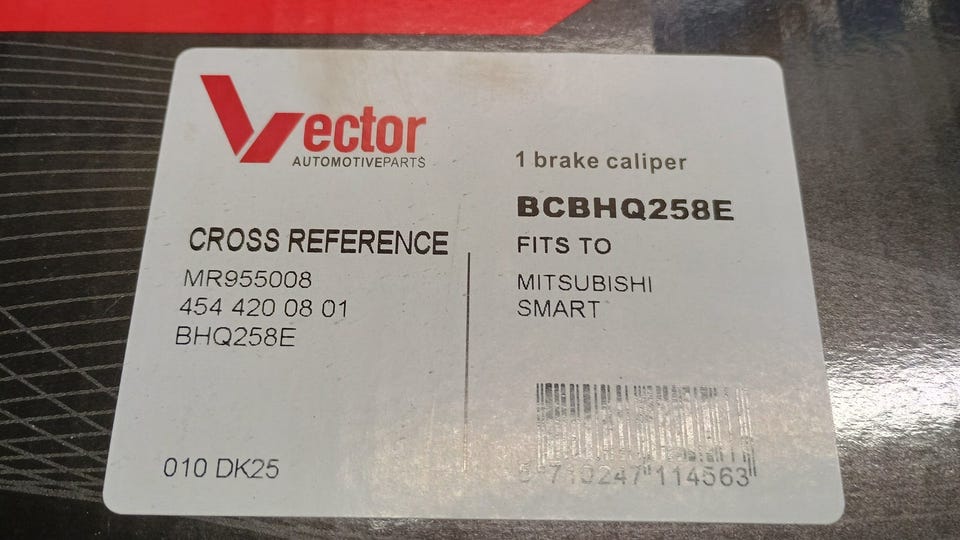 Vector
AUTOMOTIVEPARTS
CROSS REFERENCE
MR955008
454 420 08 01
BHQ258E
010 DK25
1 brake caliper
BCBHQ258E
FITS TO
MITSUBISHI
SMART
5 710247 114563